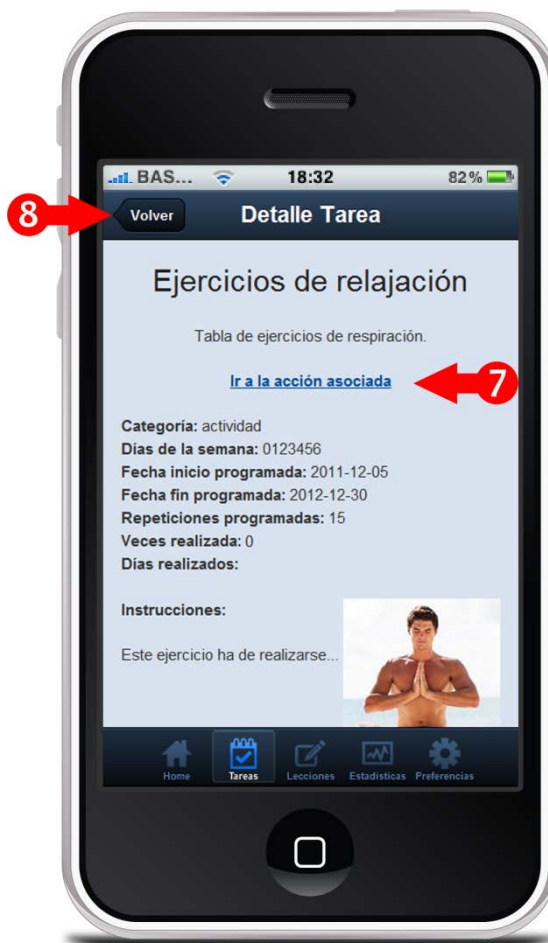 BAS... 18:32 82%
8
Volver Detalle Tarea
Ejercicios de relajación
Tabla de ejercicios de respiración.
Ir a la acción asociada 7
Categoría: actividad
Días de la semana: 0123456
Fecha inicio programada: 2011-12-05
Fecha fin programada: 2012-12-30
Repeticiones programadas: 15
Veces realizada: 0
Días realizados:
Instrucciones:
Este ejercicio ha de realizarse...
Home Tareas Lecciones Estadísticas Preferencias